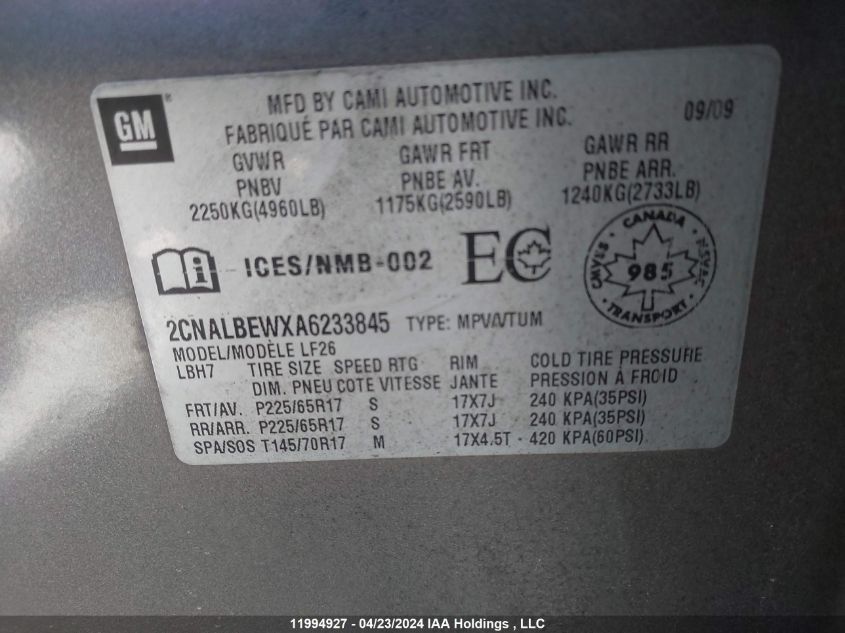 GM®
MFD BY CAMI AUTOMOTIVE INC.
FABRIQUÉ PAR CAMI AUTOMOTIVE INC.
09/09
GVWR GAWR FRT GAWR RR
PNBV PNBE AV. PNBE ARR.
2250KG(4960LB) 1175KG(2590LB) 1240KG(2733LB)
i ICES/NMB-002 EC
CANADA
CMVSS 985 NSVAC
TRANSPORT
2CNALBEWXA6233845 TYPE: MPV/VTUM
MODEL/MODÈLE LF26
LBH7 TIRE SIZE SPEED RTG RIM COLD TIRE PRESSURE
DIM. PNEU COTE VITESSE JANTE PRESSION À FROID
FRT/AV. P225/65R17 S 17X7J 240 KPA(35PSI)
RR/ARR. P225/65R17 S 17X7J 240 KPA(35PSI)
SPA/SOS T145/70R17 M 17X4.5T 420 KPA(60PSI)
11994927 - 04/23/2024 IAA Holdings , LLC